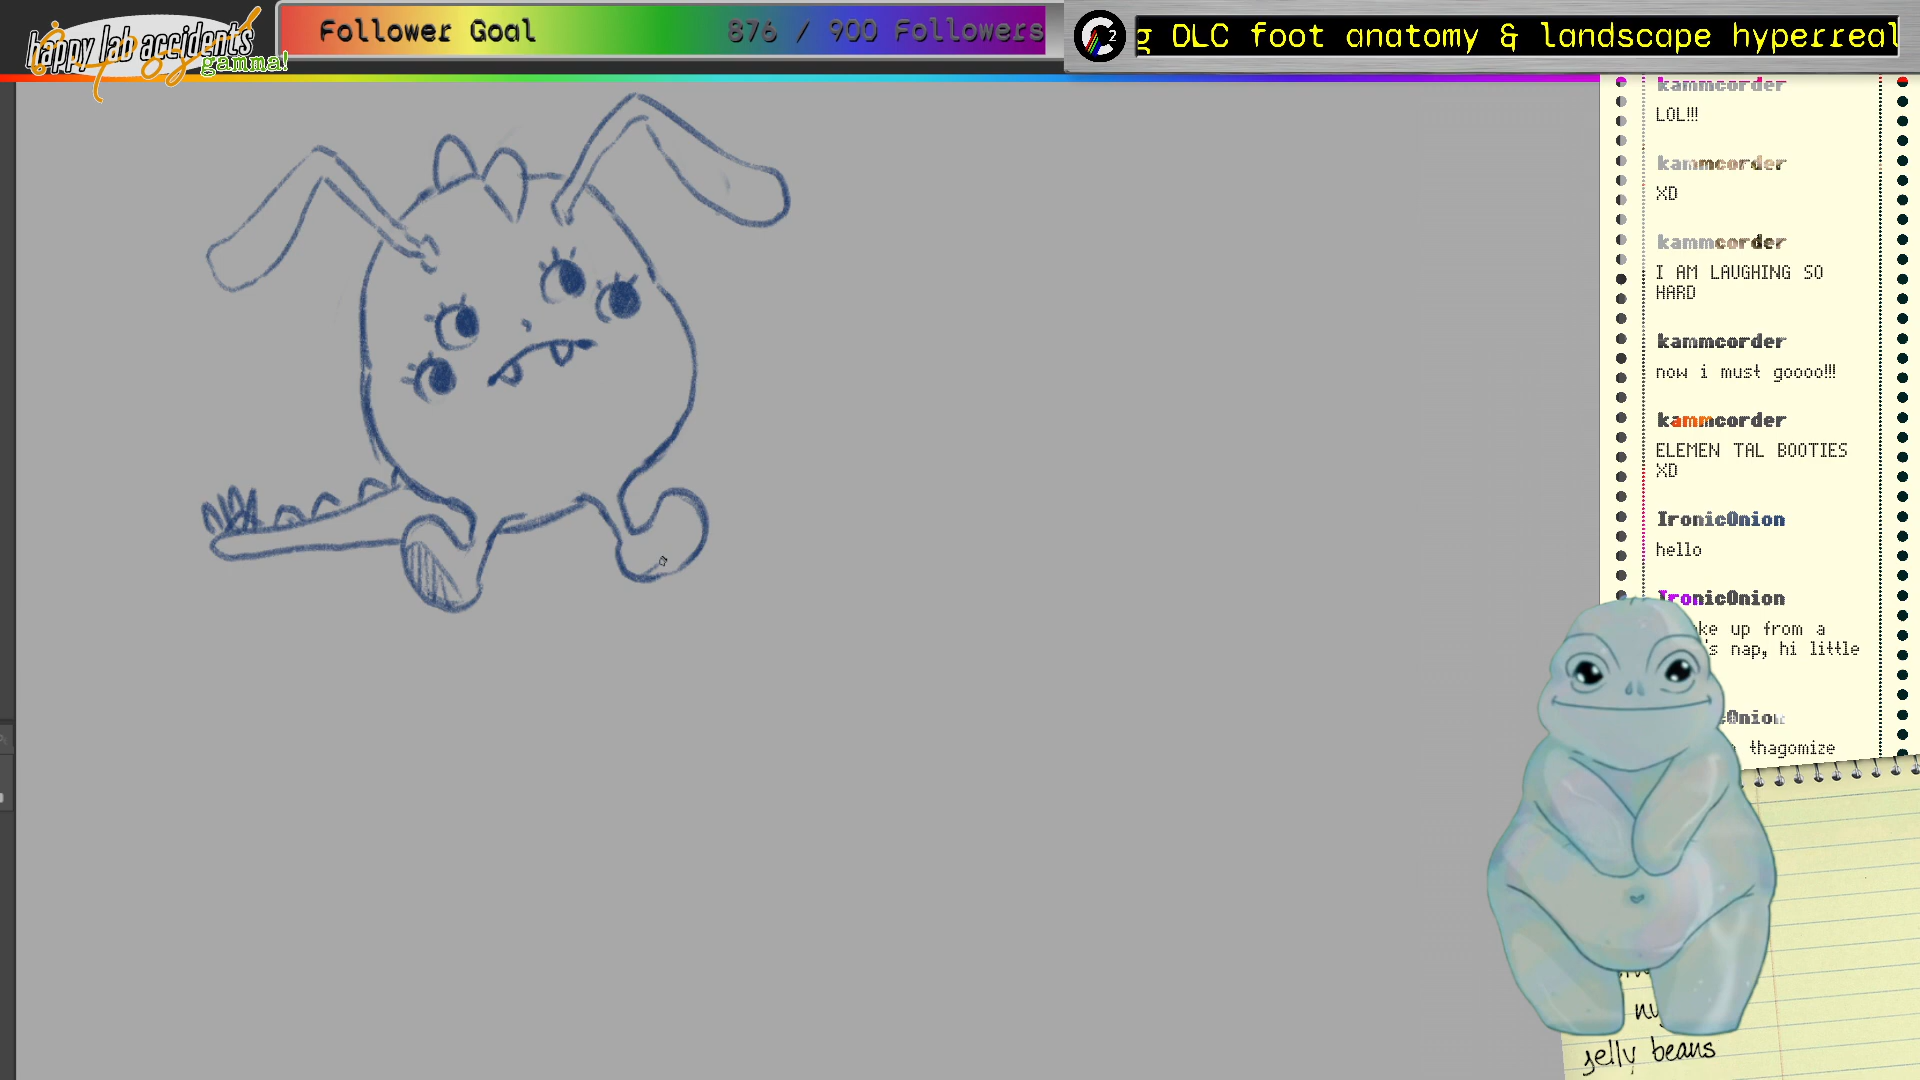 happy lab accidents
gamma!
Follower Goal
876 / 900 Followers
g DLC foot anatomy & landscape hyperreal
kammcorder
LOL!!!
kammcorder
XD
kammcorder
I AM LAUGHING SO
HARD
kammcorder
now i must goooo!!!
kammcorder
ELEMEN TAL BOOTIES
XD
IronicOnion
hello
IronicOnion
up from a
nap, hi little
thagomize
jelly beans